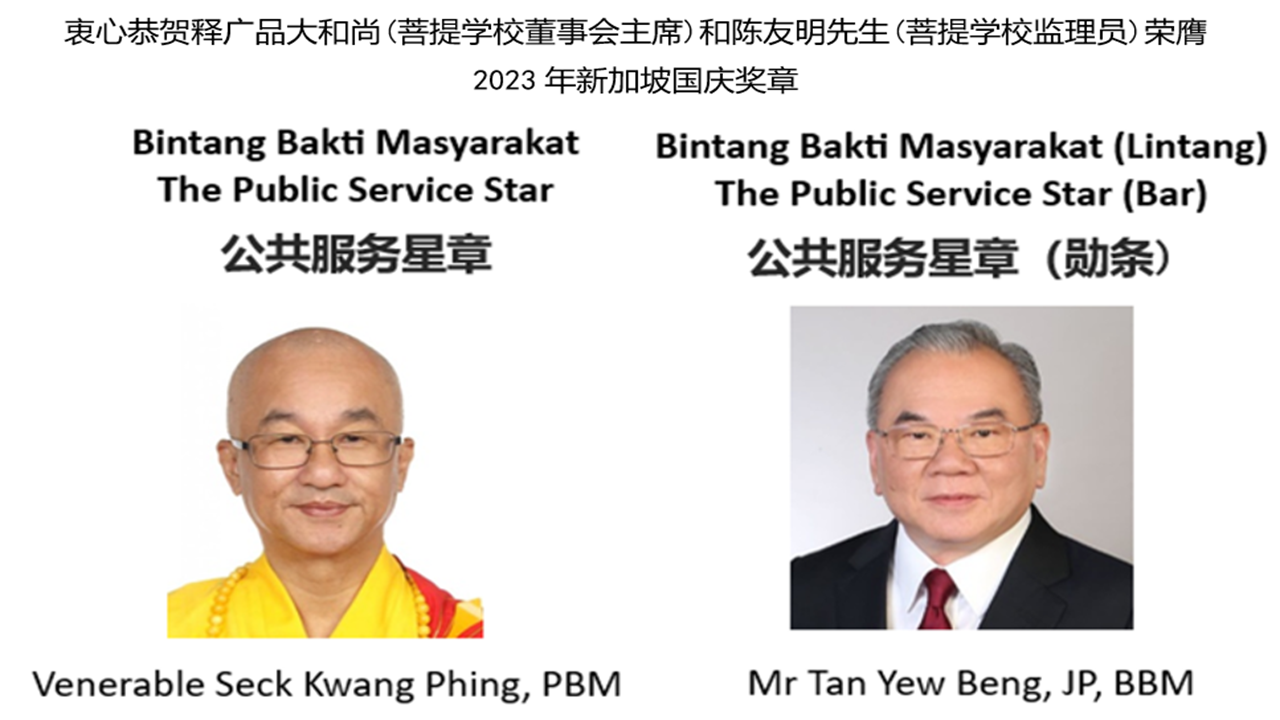 衷心恭贺释广品大和尚(菩提学校董事会主席)和陈友明先生(菩提学校监理员)荣膺
2023 年新加坡国庆奖章
Bintang Bakti Masyarakat
The Public Service Star
公共服务星章
Bintang Bakti Masyarakat (Lintang)
The Public Service Star (Bar)
公共服务星章（勋条）
Venerable Seck Kwang Phing, PBM
Mr Tan Yew Beng, JP, BBM